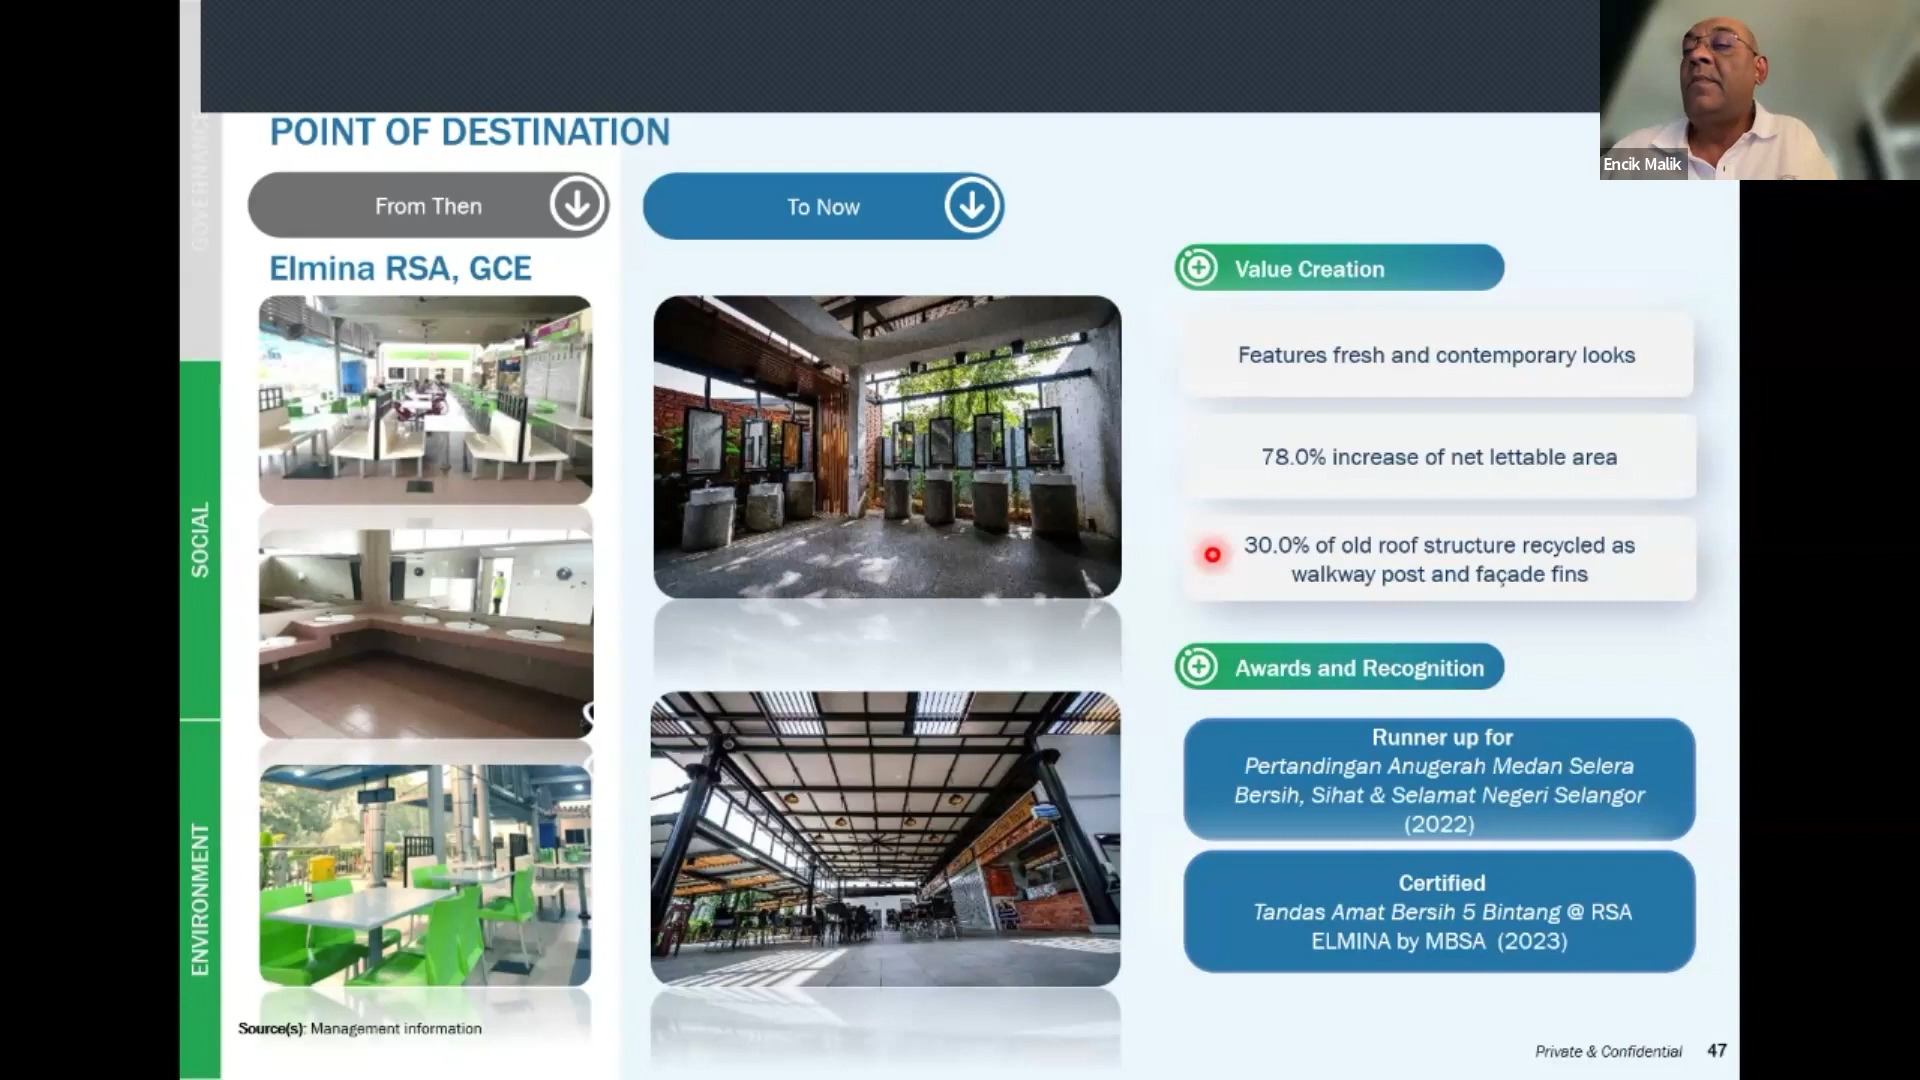 GOVERNANCE
SOCIAL
ENVIRONMENT
POINT OF DESTINATION
From Then
To Now
Elmina RSA, GCE
Value Creation
Features fresh and contemporary looks
78.0% increase of net lettable area
30.0% of old roof structure recycled as
walkway post and façade fins
Awards and Recognition
Runner up for
Pertandingan Anugerah Medan Selera
Bersih, Sihat & Selamat Negeri Selangor
(2022)
Certified
Tandas Amat Bersih 5 Bintang @ RSA
ELMINA by MBSA (2023)
Source(s): Management information
Private & Confidential
47
Encik Malik